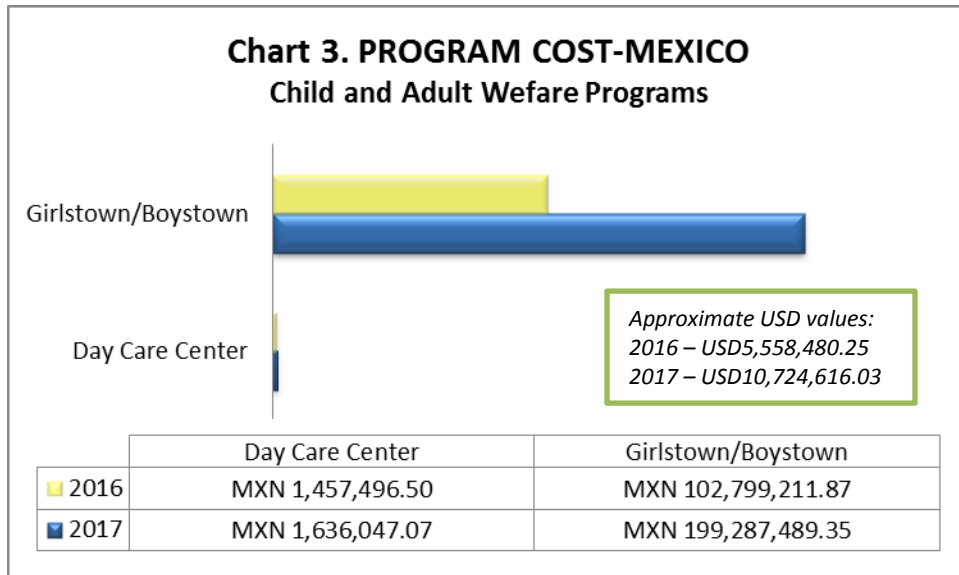 Chart 3. PROGRAM COST-MEXICO
Child and Adult Wefare Programs
Girlstown/Boystown
Day Care Center
Approximate USD values:
2016 – USD5,558,480.25
2017 – USD10,724,616.03
Day Care Center Girlstown/Boystown
2016 MXN 1,457,496.50 MXN 102,799,211.87
2017 MXN 1,636,047.07 MXN 199,287,489.35